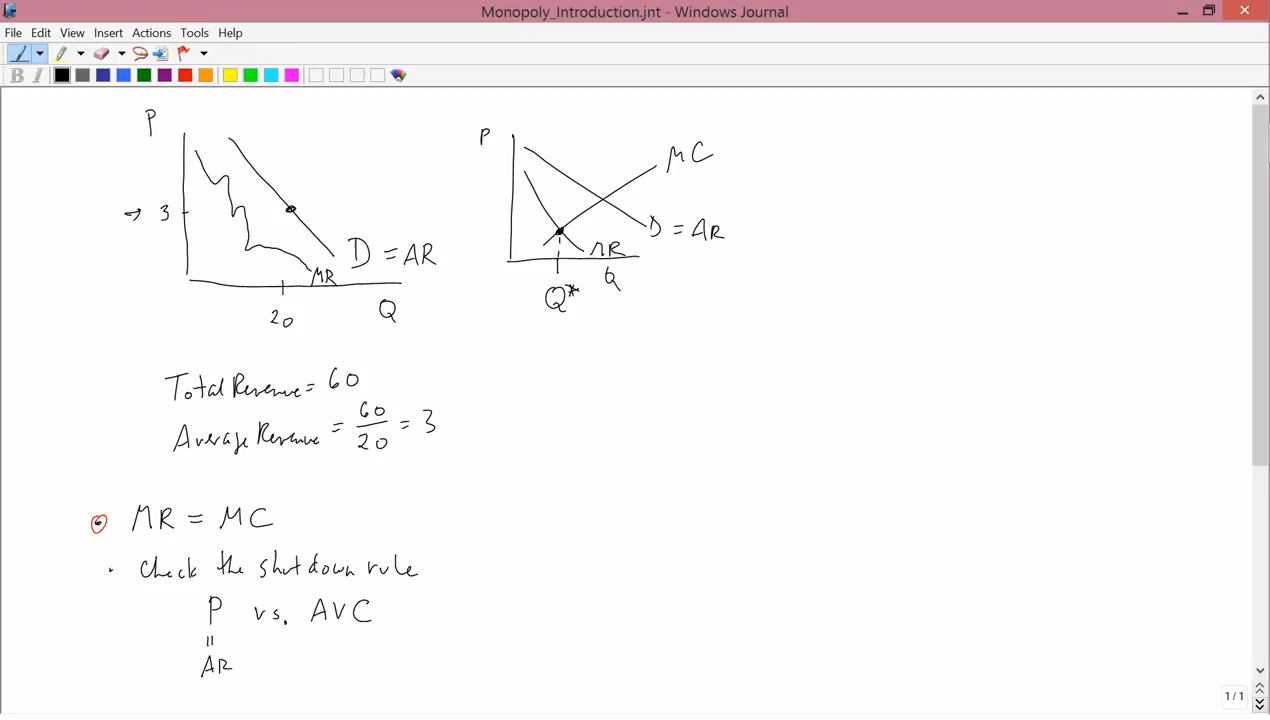 Monopoly_Introduction.jnt - Windows Journal
File Edit View Insert Actions Tools Help
B I
P
→ 3
D = AR
MR
20
Q
P
MC
D = AR
MR
Q
Q*
Total Revenue = 60
Average Revenue = 60/20 = 3
MR = MC
· Check the shutdown rule
P vs. AVC
=
AR
1 / 1